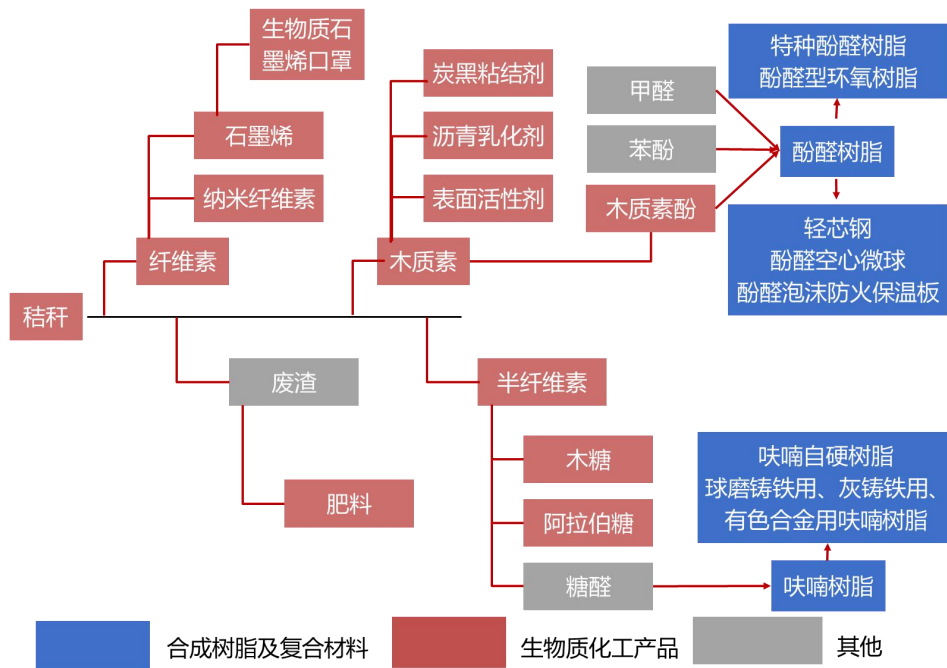 生物质石
墨烯口罩
石墨烯
纳米纤维素
纤维素
炭黑粘结剂
沥青乳化剂
表面活性剂
木质素
甲醛
苯酚
木质素酚
特种酚醛树脂
酚醛型环氧树脂
酚醛树脂
轻芯钢
酚醛空心微球
酚醛泡沫防火保温板
秸秆
废渣
肥料
半纤维素
木糖
阿拉伯糖
糖醛
呋喃自硬树脂
球磨铸铁用、灰铸铁用、
有色合金用呋喃树脂
呋喃树脂
合成树脂及复合材料
生物质化工产品
其他